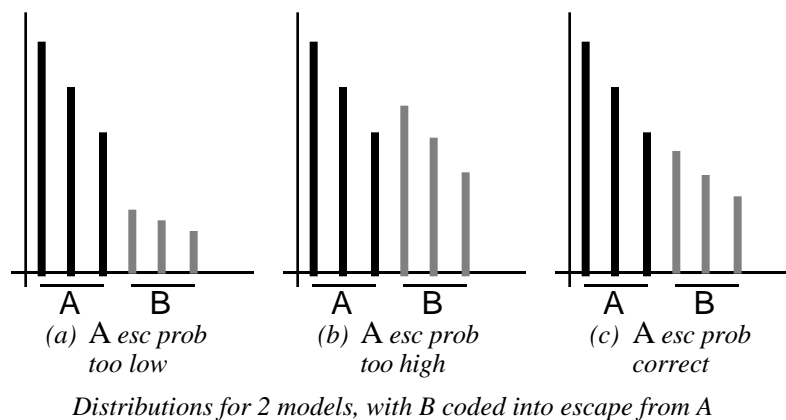 A B
(a) A esc prob
too low
A B
(b) A esc prob
too high
A B
(c) A esc prob
correct
Distributions for 2 models, with B coded into escape from A